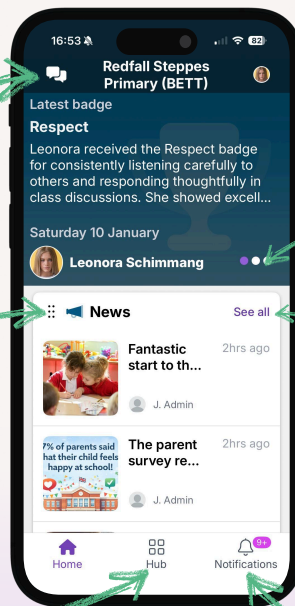 16:53
82
Redfall Steppes
Primary (BETT)
Latest badge
Respect
Leonora received the Respect badge
for consistently listening carefully to
others and responding thoughtfully in
class discussions. She showed excell...
Saturday 10 January
Leonora Schimmang
News
See all
Fantastic
start to th...
2hrs ago
J. Admin
7% of parents said
hat their child feels
happy at school!
The parent
survey re...
2hrs ago
J. Admin
Home
Hub
9+
Notifications